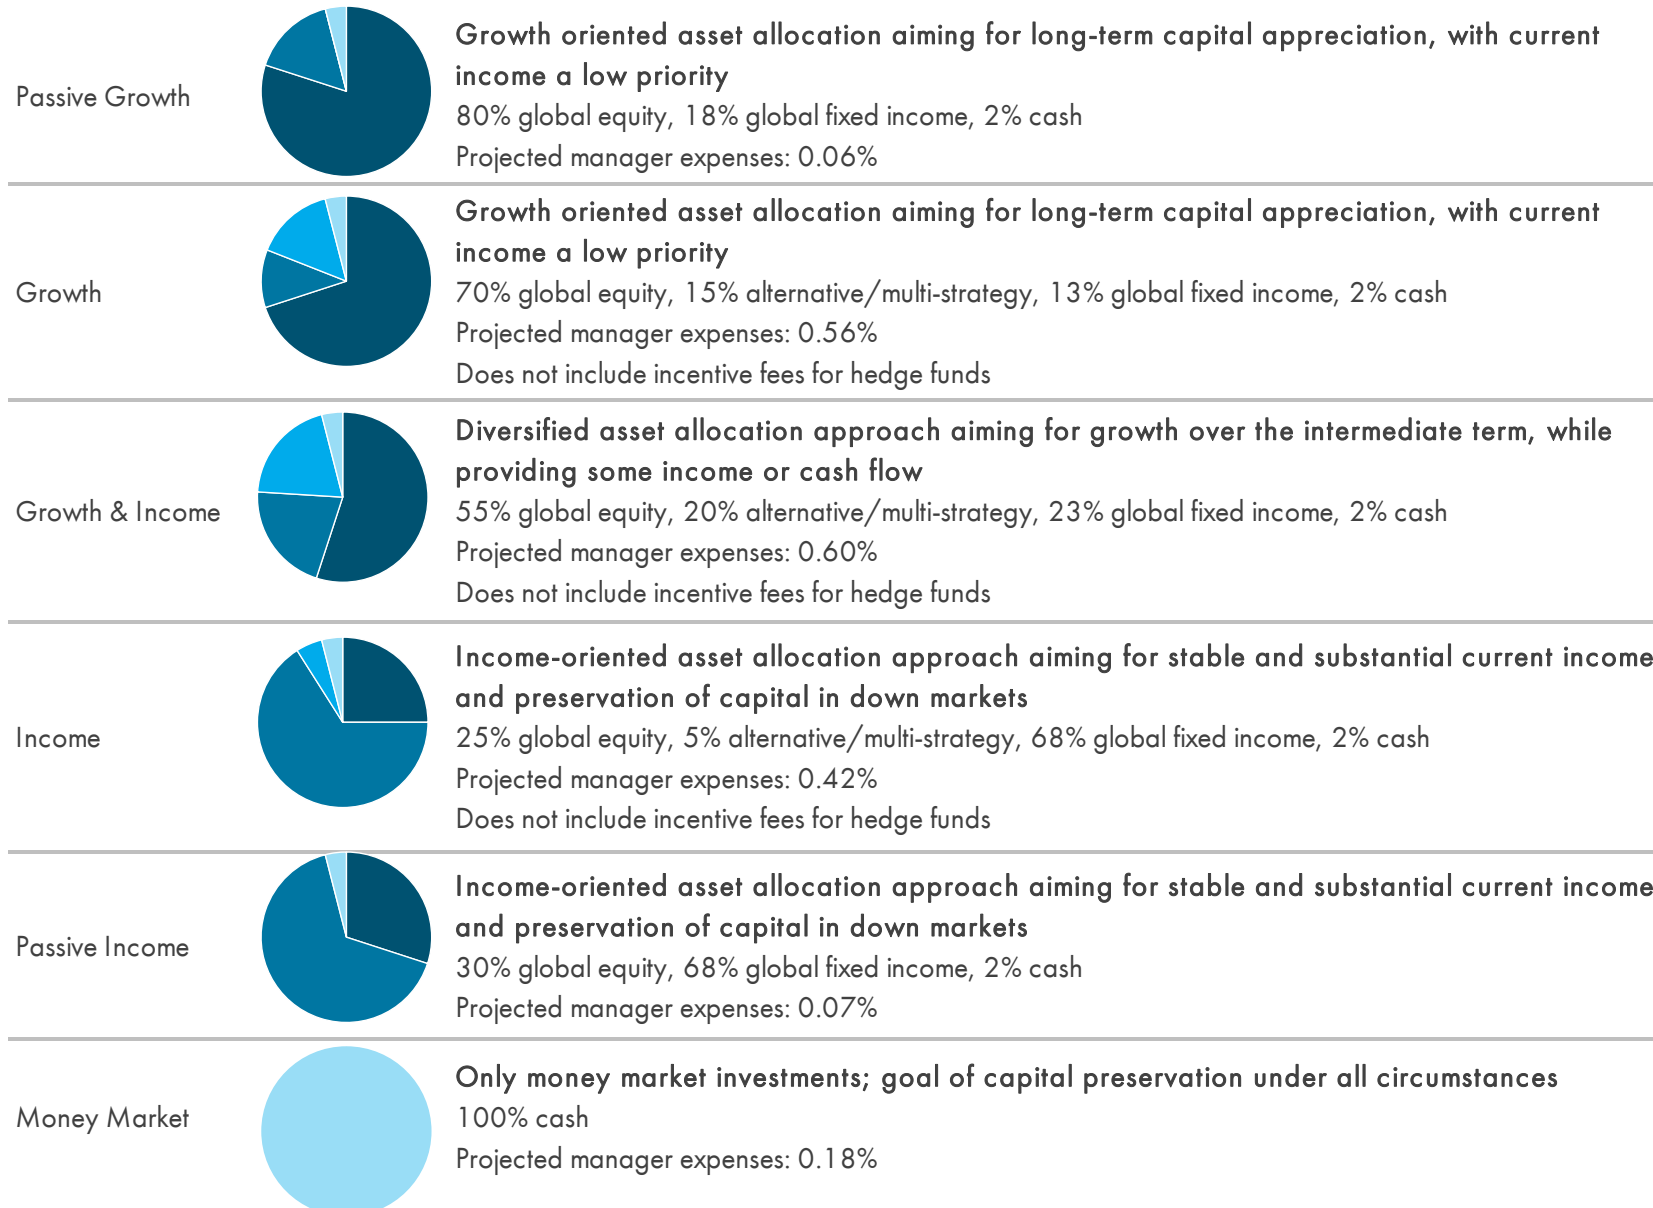 Passive Growth
Growth oriented asset allocation aiming for long-term capital appreciation, with current
income a low priority
80% global equity, 18% global fixed income, 2% cash
Projected manager expenses: 0.06%
Growth
Growth oriented asset allocation aiming for long-term capital appreciation, with current
income a low priority
70% global equity, 15% alternative/multi-strategy, 13% global fixed income, 2% cash
Projected manager expenses: 0.56%
Does not include incentive fees for hedge funds
Growth & Income
Diversified asset allocation approach aiming for growth over the intermediate term, while
providing some income or cash flow
55% global equity, 20% alternative/multi-strategy, 23% global fixed income, 2% cash
Projected manager expenses: 0.60%
Does not include incentive fees for hedge funds
Income
Income-oriented asset allocation approach aiming for stable and substantial current income
and preservation of capital in down markets
25% global equity, 5% alternative/multi-strategy, 68% global fixed income, 2% cash
Projected manager expenses: 0.42%
Does not include incentive fees for hedge funds
Passive Income
Income-oriented asset allocation approach aiming for stable and substantial current income
and preservation of capital in down markets
30% global equity, 68% global fixed income, 2% cash
Projected manager expenses: 0.07%
Money Market
Only money market investments; goal of capital preservation under all circumstances
100% cash
Projected manager expenses: 0.18%